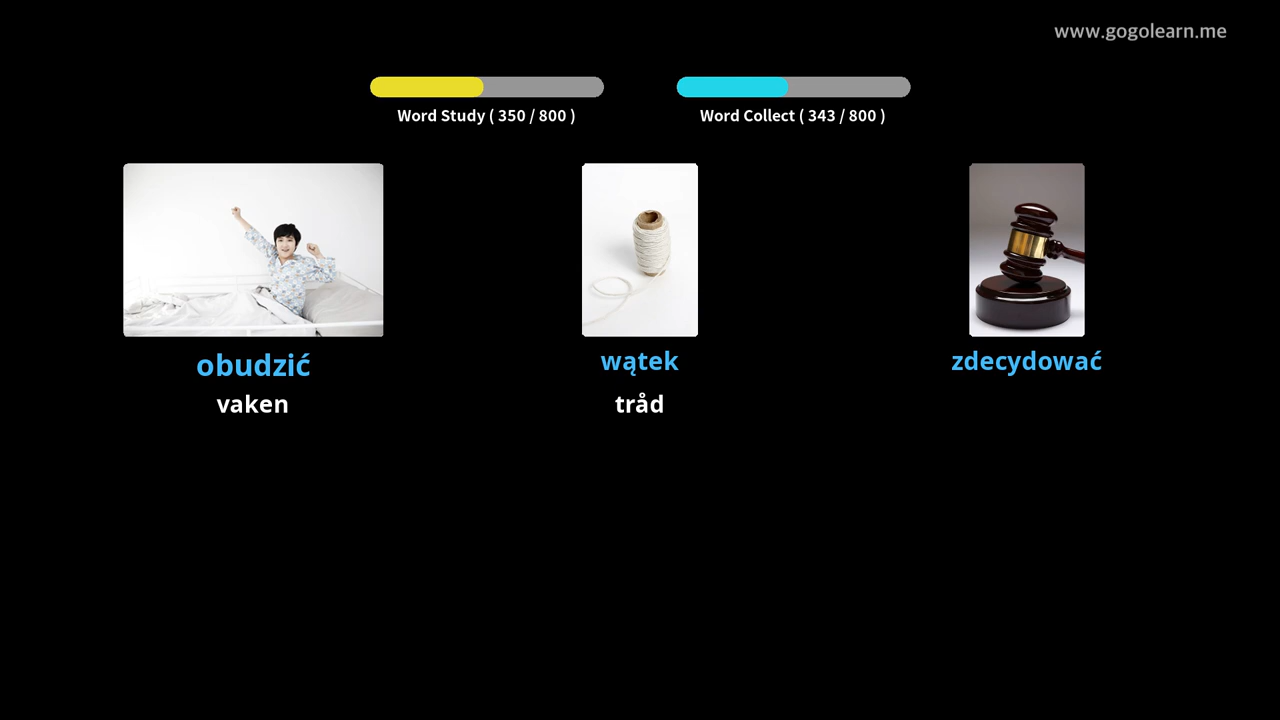 www.gogolearn.me
Word Study ( 350 / 800 )
Word Collect ( 343 / 800 )
obudzić
wątek
zdecydować
vaken
tråd